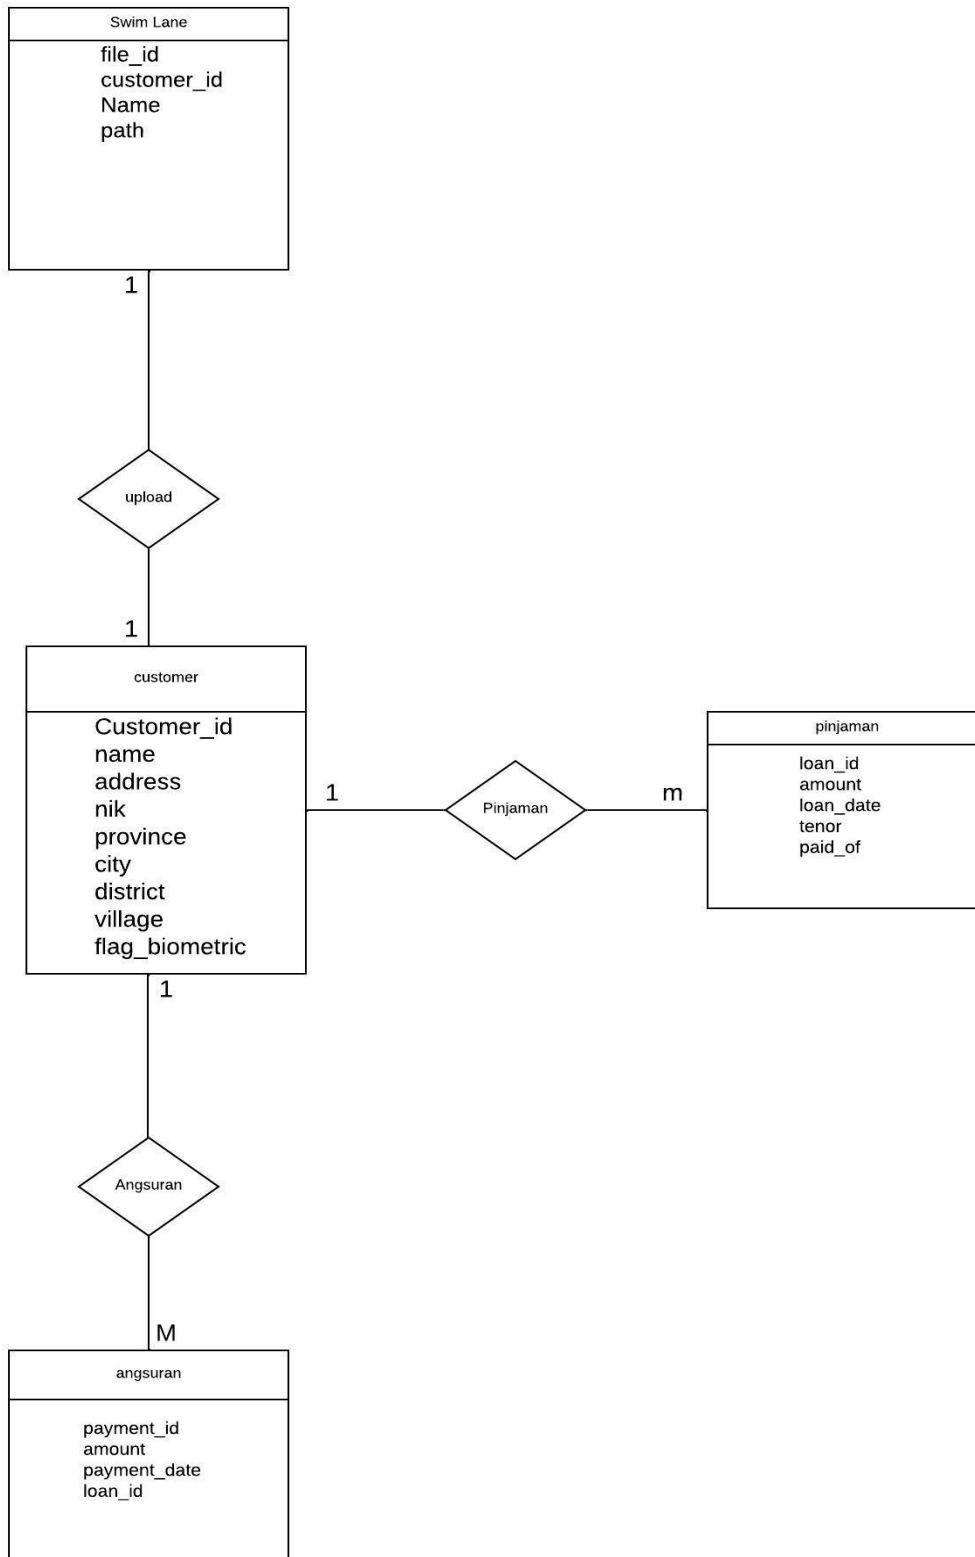 Swim Lane
file_id
customer_id
Name
path
1
upload
1
customer
Customer_id
name
address
nik
province
city
district
village
flag_biometric
1
Pinjaman
m
pinjaman
loan_id
amount
loan_date
tenor
paid_of
1
Angsuran
M
angsuran
payment_id
amount
payment_date
loan_id